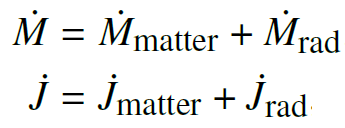 Ṁ = Ṁ_matter + Ṁ_rad
J̇ = J̇_matter + J̇_rad.